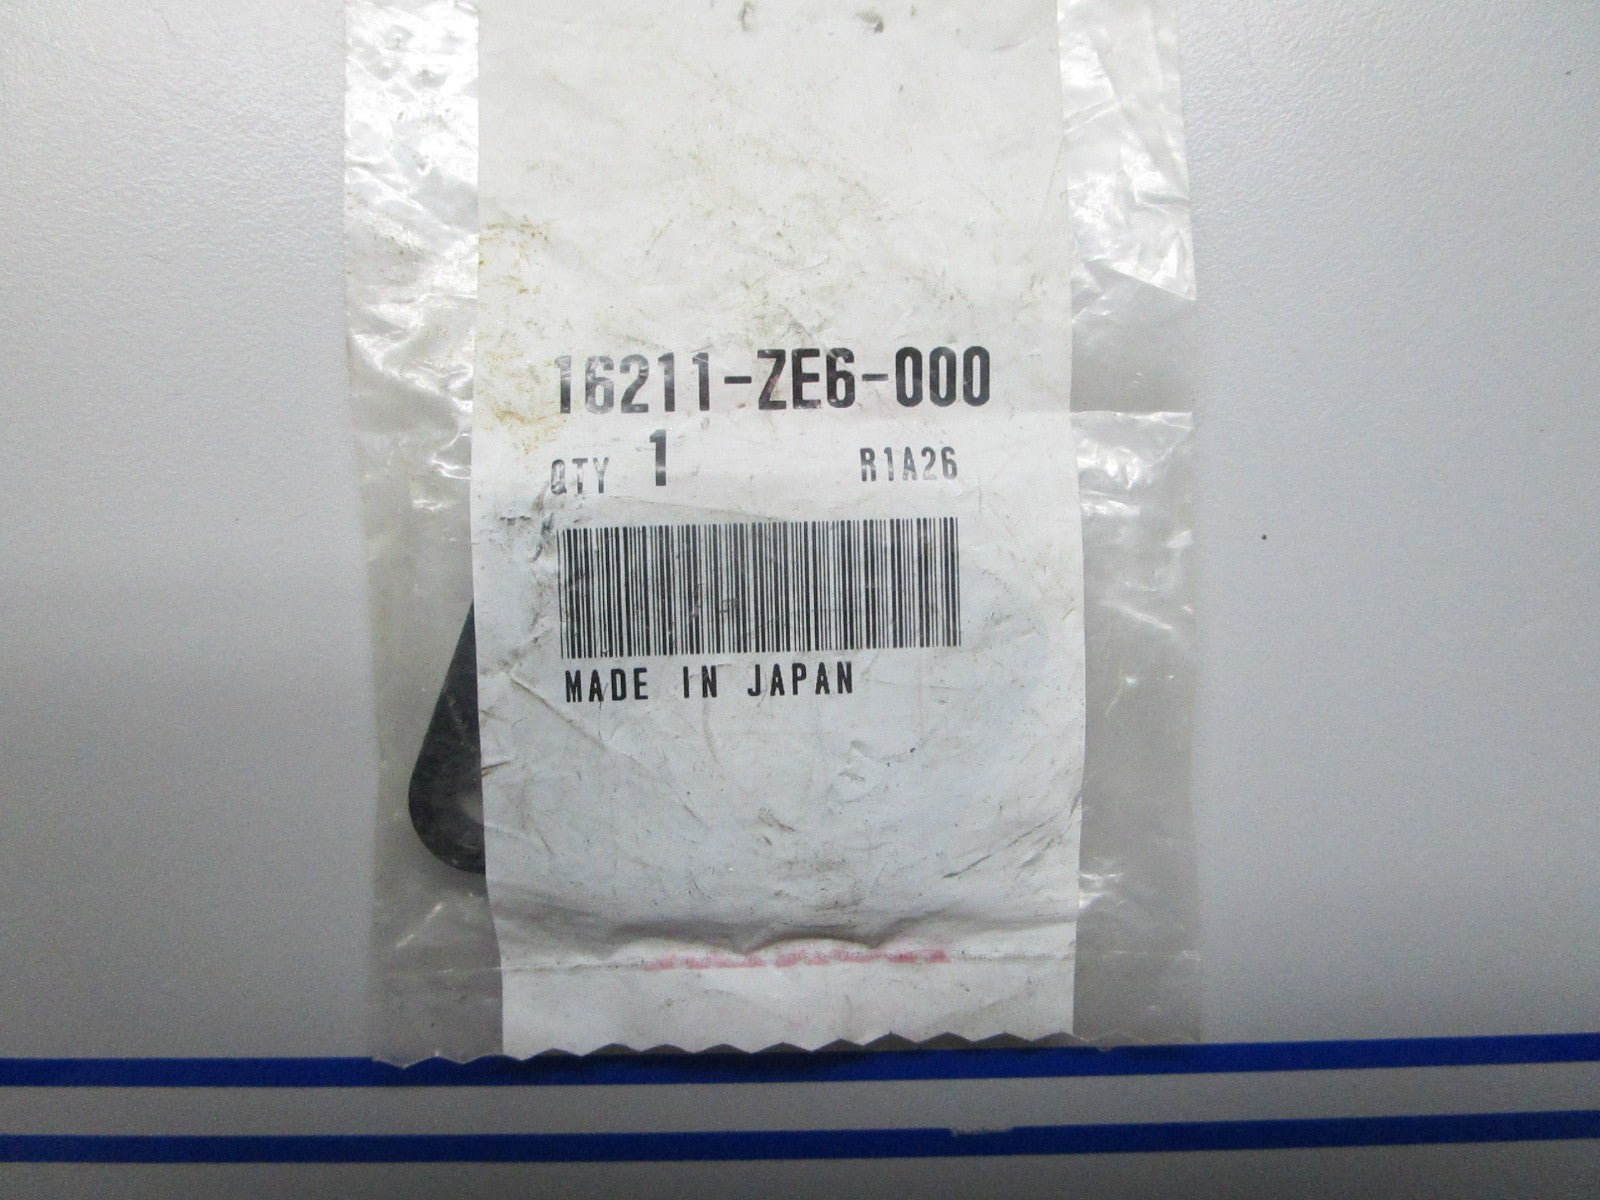 16211-ZE6-000
QTY 1 R1A26
MADE IN JAPAN